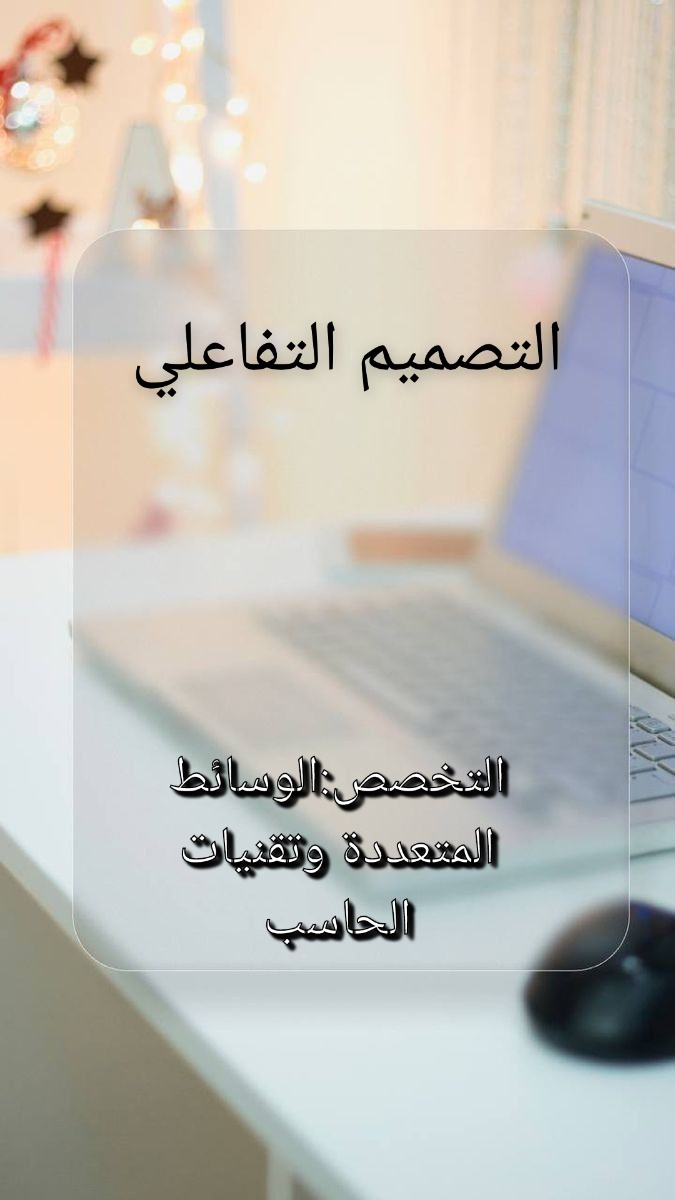 التصميم التفاعلي
التخصص:الوسائط
المتعددة وتقنيات
الحاسب